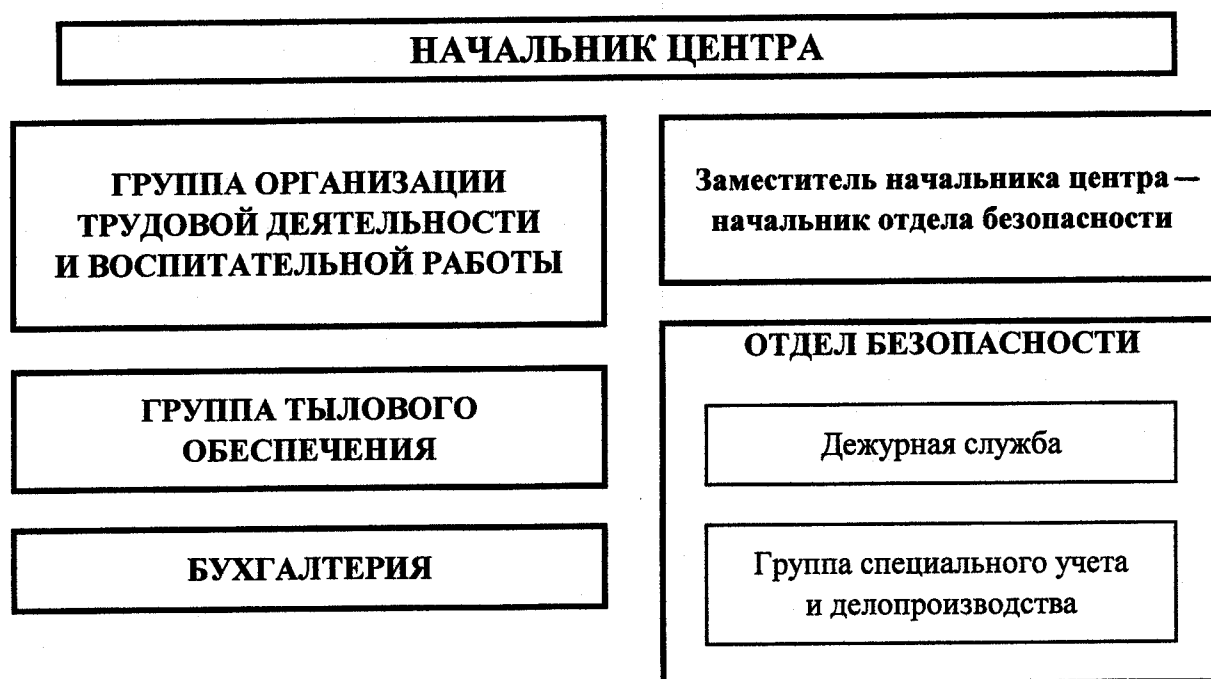 НАЧАЛЬНИК ЦЕНТРА
ГРУППА ОРГАНИЗАЦИИ
ТРУДОВОЙ ДЕЯТЕЛЬНОСТИ
И ВОСПИТАТЕЛЬНОЙ РАБОТЫ
ГРУППА ТЫЛОВОГО
ОБЕСПЕЧЕНИЯ
БУХГАЛТЕРИЯ
Заместитель начальника центра —
начальник отдела безопасности
ОТДЕЛ БЕЗОПАСНОСТИ
Дежурная служба
Группа специального учета
и делопроизводства